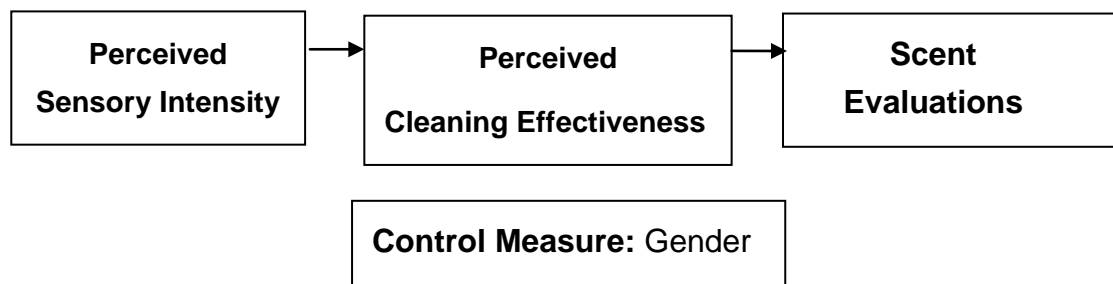 Perceived
Sensory Intensity
Perceived
Cleaning Effectiveness
Scent
Evaluations
Control Measure: Gender